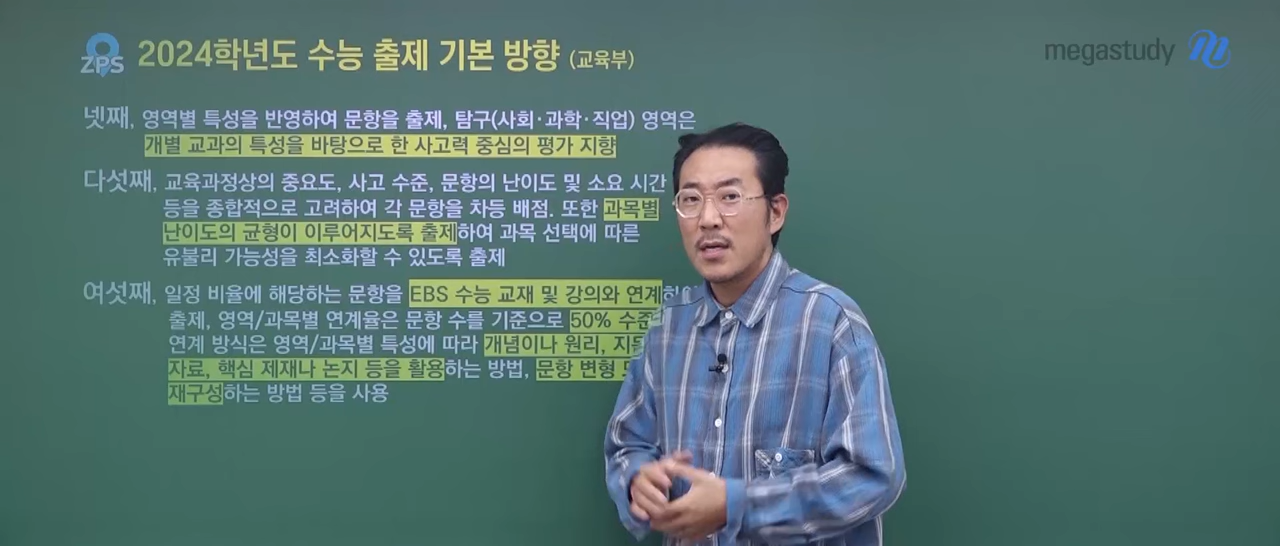 ZPS
2024학년도 수능 출제 기본 방향 (교육부)
megastudy
넷째, 영역별 특성을 반영하여 문항을 출제, 탐구(사회·과학·직업) 영역은
개별 교과의 특성을 바탕으로 한 사고력 중심의 평가 지향
다섯째, 교육과정상의 중요도, 사고 수준, 문항의 난이도 및 소요 시간
등을 종합적으로 고려하여 각 문항을 차등 배점. 또한 과목별
난이도의 균형이 이루어지도록 출제하여 과목 선택에 따른
유불리 가능성을 최소화할 수 있도록 출제
여섯째, 일정 비율에 해당하는 문항을 EBS 수능 교재 및 강의와 연계
출제, 영역/과목별 연계율은 문항 수를 기준으로 50% 수준
연계 방식은 영역/과목별 특성에 따라 개념이나 원리,
자료, 핵심 제재나 논지 등을 활용하는 방법, 문항 변형
재구성하는 방법 등을 사용